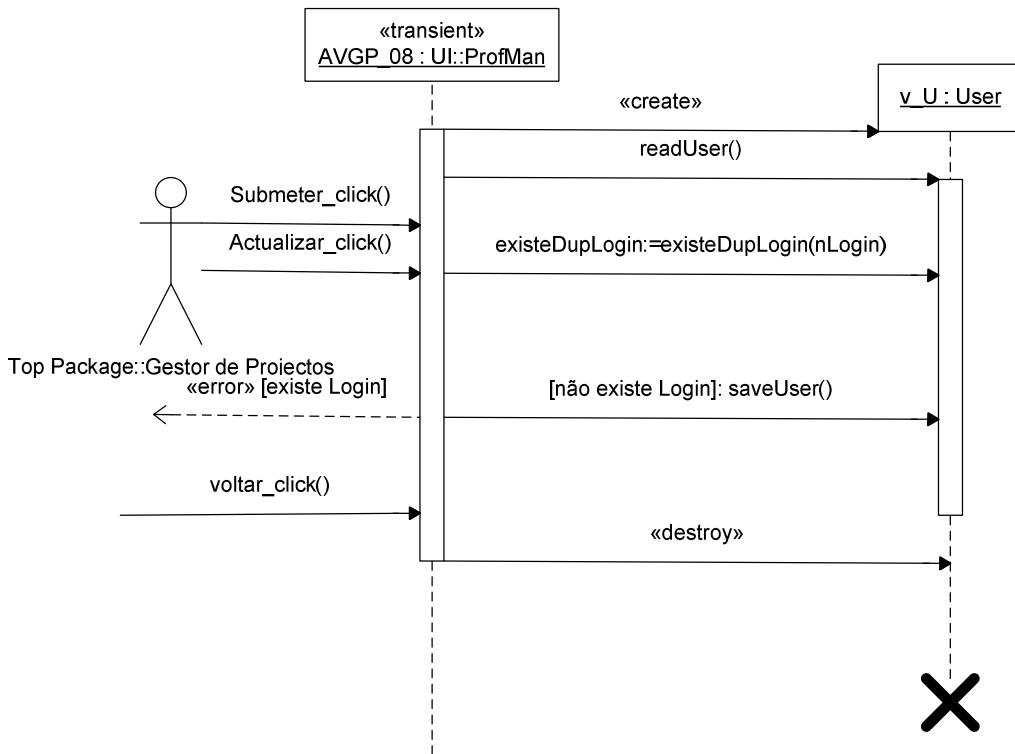 «transient»
AVGP_08 : UI::ProfMan
v_U : User
«create»
readUser()
Submeter_click()
Actualizar_click()
existeDupLogin:=existeDupLogin(nLogin)
Top Package::Gestor de Projectos
«error» [existe Login]
[não existe Login]: saveUser()
voltar_click()
«destroy»